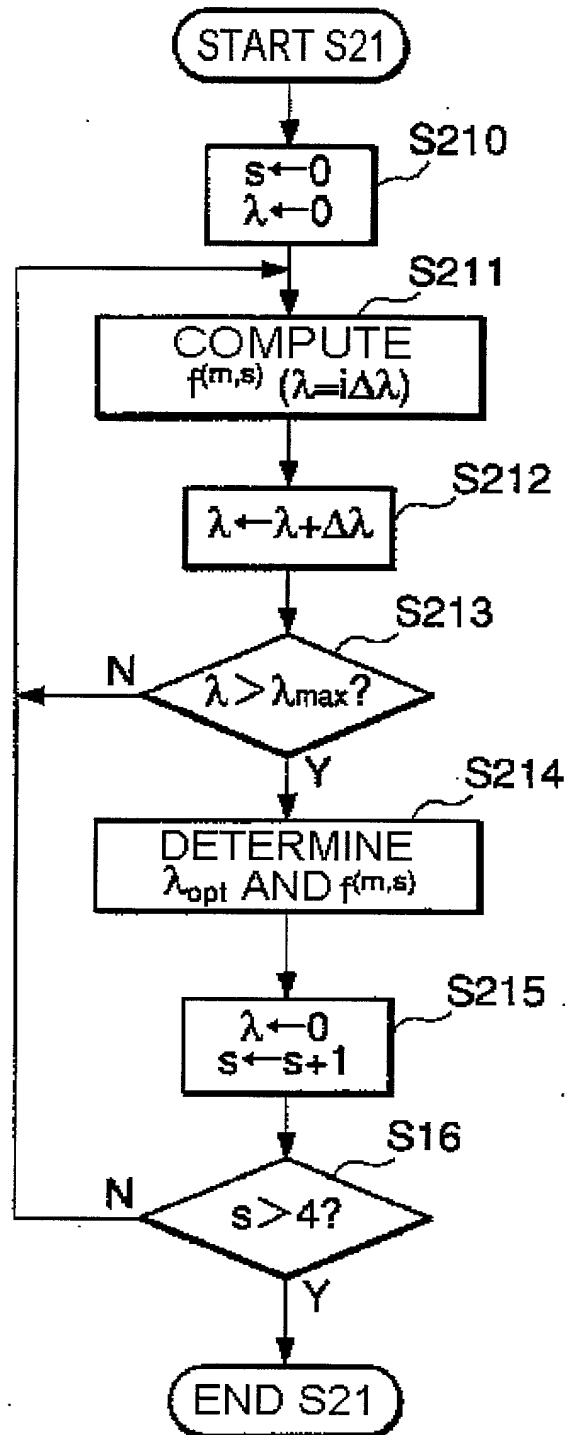 START S21
S210
s←0
λ←0
S211
COMPUTE
f(m,s) (λ=iΔλ)
S212
λ←λ+Δλ
S213
N
λ>λmax?
Y
S214
DETERMINE
λopt AND f(m,s)
S215
λ←0
s←s+1
S16
N
s>4?
Y
END S21